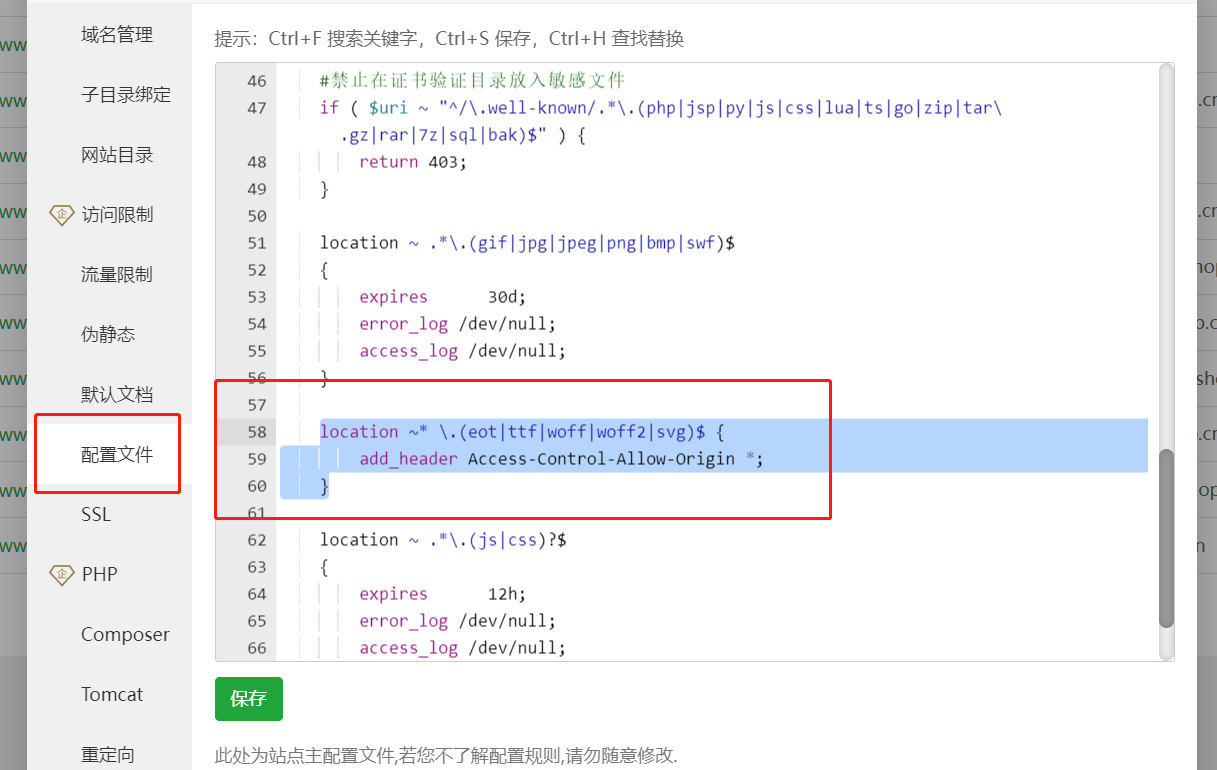 域名管理
子目录绑定
网站目录
访问限制
流量限制
伪静态
默认文档
配置文件
SSL
PHP
Composer
Tomcat
重定向
提示：Ctrl+F 搜索关键字，Ctrl+S 保存，Ctrl+H 查找替换
46 #禁止在证书验证目录放入敏感文件
47 if ( $uri ~ "^/\.well-known/.*\.(php|jsp|py|js|css|lua|ts|go|zip|tar\
.gz|rar|7z|sql|bak)$" ) {
48 return 403;
49 }
50
51 location ~ .*\.(gif|jpg|jpeg|png|bmp|swf)$
52 {
53 expires 30d;
54 error_log /dev/null;
55 access_log /dev/null;
56 }
57
58 location ~* \.(eot|ttf|woff|woff2|svg)$ {
59 add_header Access-Control-Allow-Origin *;
60 }
61
62 location ~ .*\.(js|css)?$
63 {
64 expires 12h;
65 error_log /dev/null;
66 access_log /dev/null;
保存
此处为站点主配置文件,若您不了解配置规则,请勿随意修改.